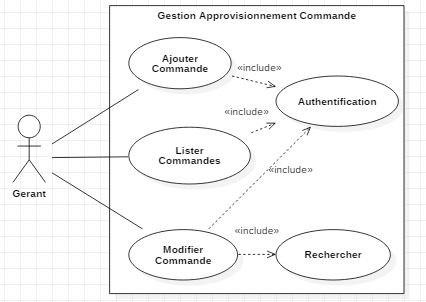 Gestion Approvisionnement Commande
Ajouter
Commande
«include»
Authentification
«include»
Lister
Commandes
«include»
Gerant
Modifier
Commande
«include»
Rechercher